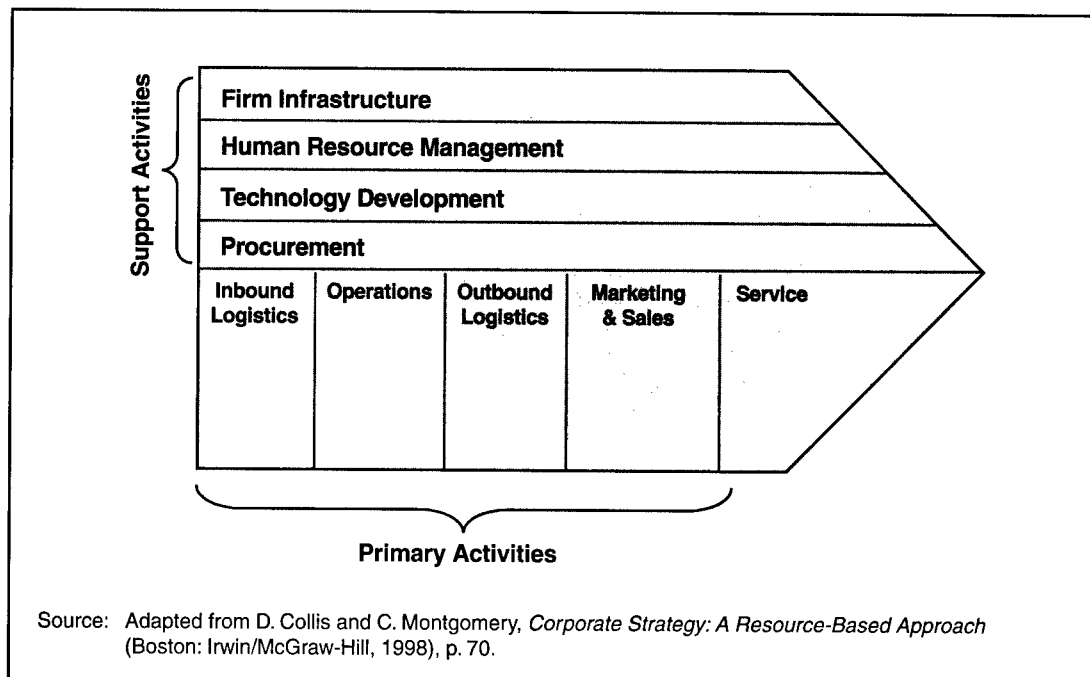 Support Activities
Firm Infrastructure
Human Resource Management
Technology Development
Procurement
Inbound
Logistics
Operations
Outbound
Logistics
Marketing
& Sales
Service
Primary Activities
Source: Adapted from D. Collis and C. Montgomery, Corporate Strategy: A Resource-Based Approach
(Boston: Irwin/McGraw-Hill, 1998), p. 70.